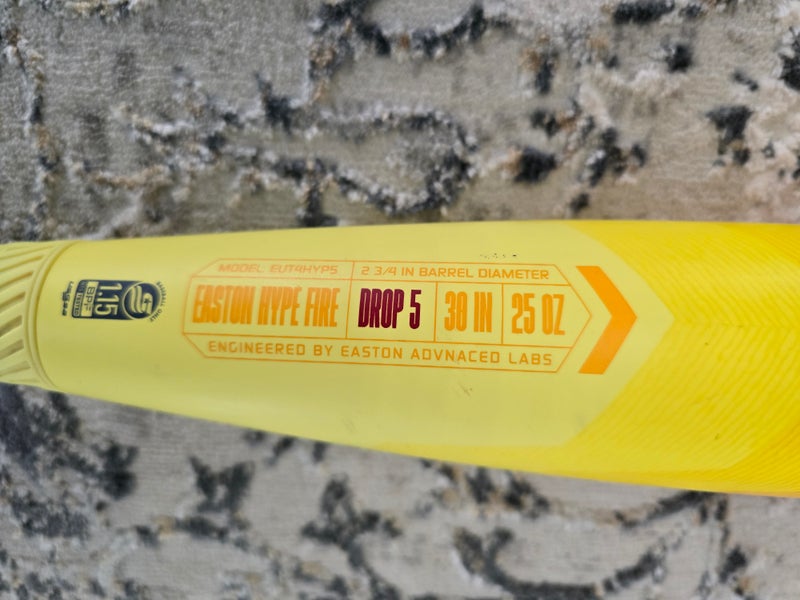 MODEL: EUT4HYP5
2 3/4 IN BARREL DIAMETER
EASTON HYPE FIRE
DROP 5
30 IN
25 OZ
ENGINEERED BY EASTON ADVNACED LABS
1.15
BPF